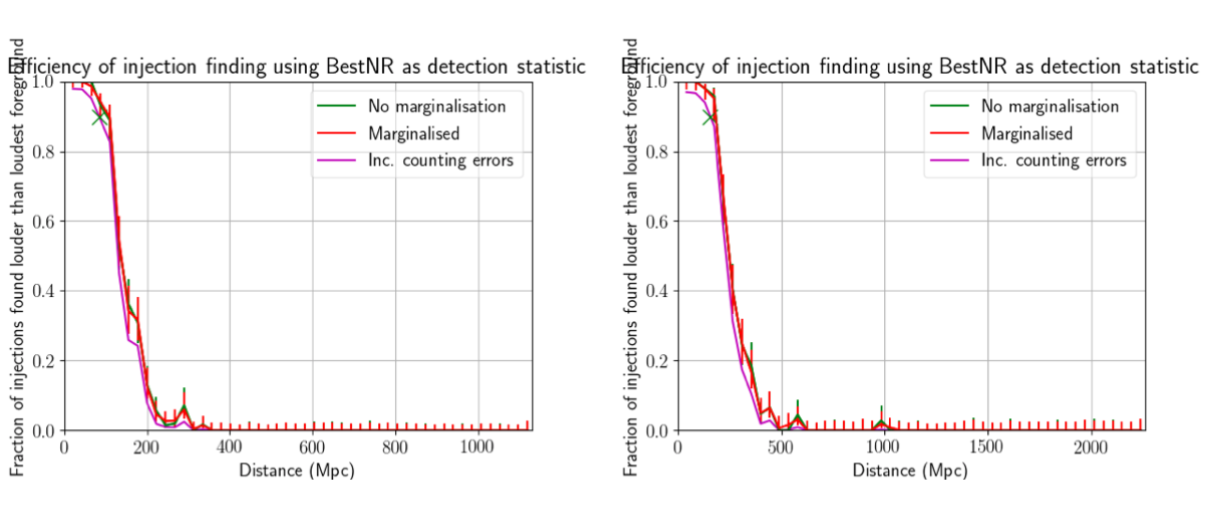 Efficiency of injection finding using BestNR as detection statistic
Fraction of injections found louder than loudest foreground
1.0
0.8
0.6
0.4
0.2
0.0
No marginalisation
Marginalised
Inc. counting errors
0 200 400 600 800 1000
Distance (Mpc)
Efficiency of injection finding using BestNR as detection statistic
Fraction of injections found louder than loudest foreground
1.0
0.8
0.6
0.4
0.2
0.0
No marginalisation
Marginalised
Inc. counting errors
0 500 1000 1500 2000
Distance (Mpc)